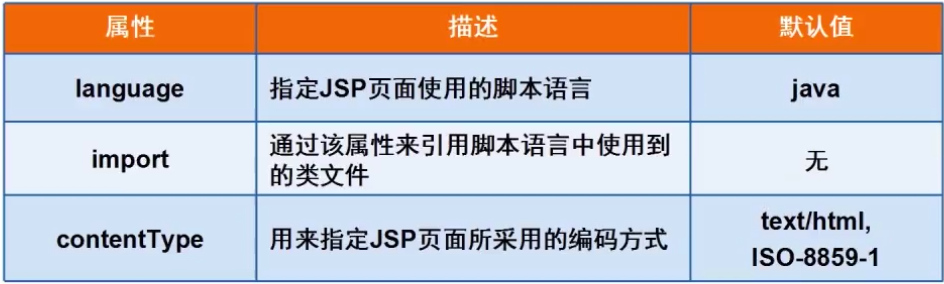 属性 描述 默认值
language 指定JSP页面使用的脚本语言 java
import 通过该属性来引用脚本语言中使用到
的类文件 无
contentType 用来指定JSP页面所采用的编码方式 text/html,
ISO-8859-1